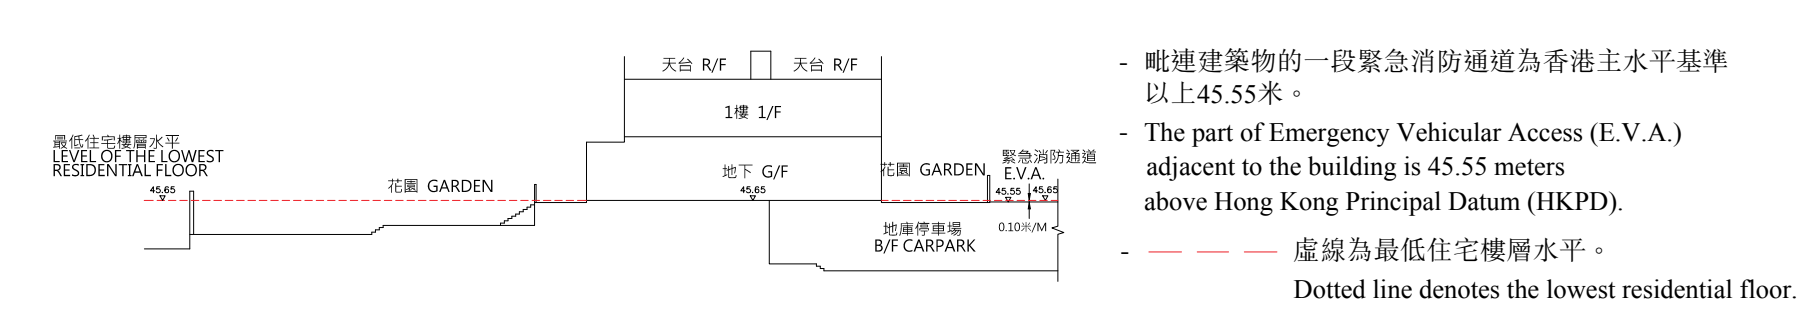 天台 R/F
天台 R/F
1樓 1/F
最低住宅樓層水平
LEVEL OF THE LOWEST
RESIDENTIAL FLOOR
45.65
花園 GARDEN
地下 G/F
45.65
花園 GARDEN
緊急消防通道
E.V.A.
45.55
45.65
0.10米/M
地庫停車場
B/F CARPARK
- 毗連建築物的一段緊急消防通道為香港主水平基準
以上45.55米。
- The part of Emergency Vehicular Access (E.V.A.)
adjacent to the building is 45.55 meters
above Hong Kong Principal Datum (HKPD).
- 虛線為最低住宅樓層水平。
Dotted line denotes the lowest residential floor.